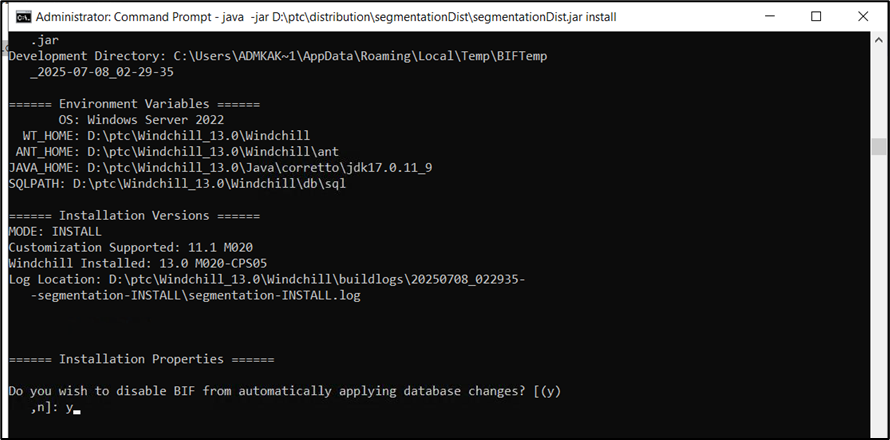 Administrator: Command Prompt - java  -jar D:\ptc\distribution\segmentationDist\segmentationDist.jar install
.jar
Development Directory: C:\Users\ADMKAK~1\AppData\Roaming\Local\Temp\BIFTemp
_2025-07-08_02-29-35
====== Environment Variables ======
OS: Windows Server 2022
WT_HOME: D:\ptc\Windchill_13.0\Windchill
ANT_HOME: D:\ptc\Windchill_13.0\Windchill\ant
JAVA_HOME: D:\ptc\Windchill_13.0\Java\corretto\jdk17.0.11_9
SQLPATH: D:\ptc\Windchill_13.0\Windchill\db\sql
====== Installation Versions ======
MODE: INSTALL
Customization Supported: 11.1 M020
Windchill Installed: 13.0 M020-CPS05
Log Location: D:\ptc\Windchill_13.0\Windchill\buildlogs\20250708_022935-
-segmentation-INSTALL\segmentation-INSTALL.log
====== Installation Properties ======
Do you wish to disable BIF from automatically applying database changes? [(y)
,n]: y